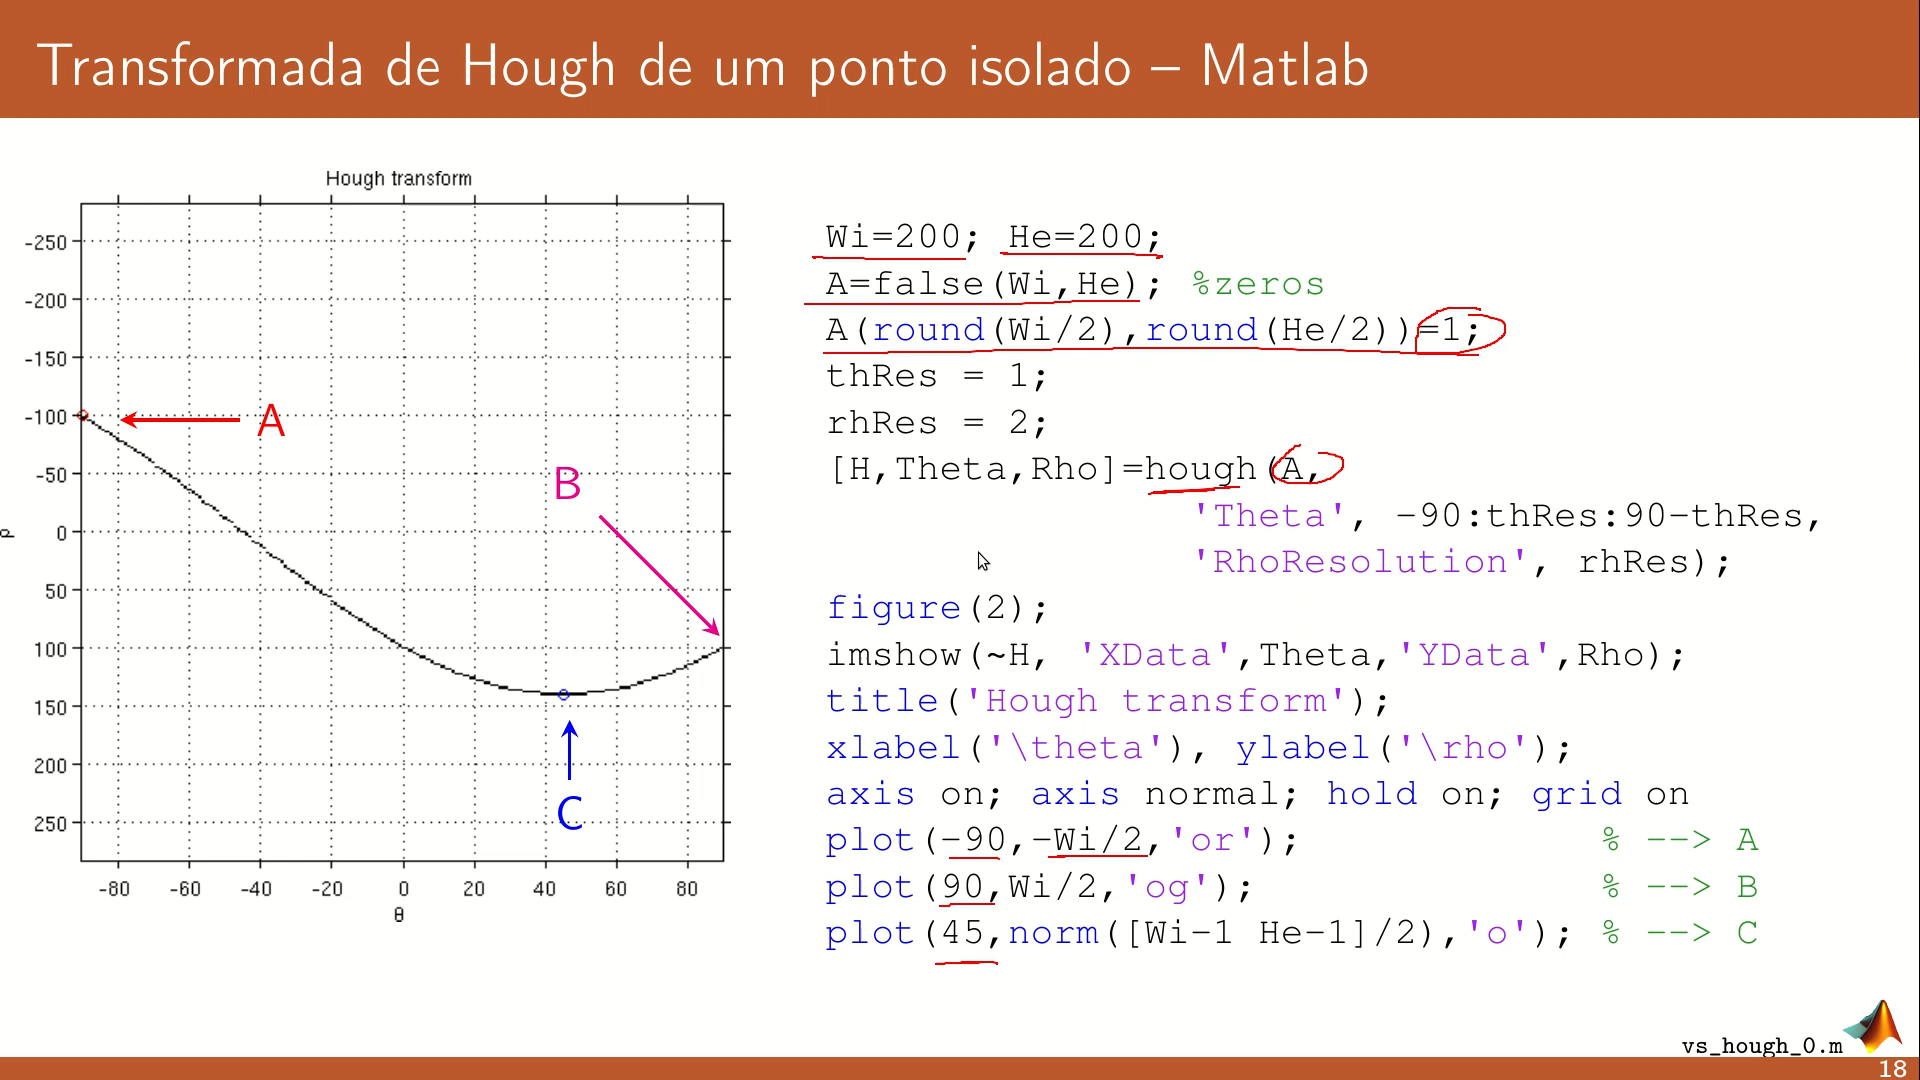 Transformada de Hough de um ponto isolado – Matlab
Hough transform
-250
-200
-150
-100
-50
0
50
100
150
200
250
ρ
A
B
C
-80 -60 -40 -20 0 20 40 60 80
θ
Wi=200; He=200;
A=false(Wi,He); %zeros
A(round(Wi/2),round(He/2))=1;
thRes = 1;
rhRes = 2;
[H,Theta,Rho]=hough(A,
'Theta', -90:thRes:90-thRes,
'RhoResolution', rhRes);
figure(2);
imshow(~H, 'XData',Theta,'YData',Rho);
title('Hough transform');
xlabel('\theta'), ylabel('\rho');
axis on; axis normal; hold on; grid on
plot(-90,-Wi/2,'or'); % --> A
plot(90,Wi/2,'og'); % --> B
plot(45,norm([Wi-1 He-1]/2),'o'); % --> C
vs_hough_0.m
18